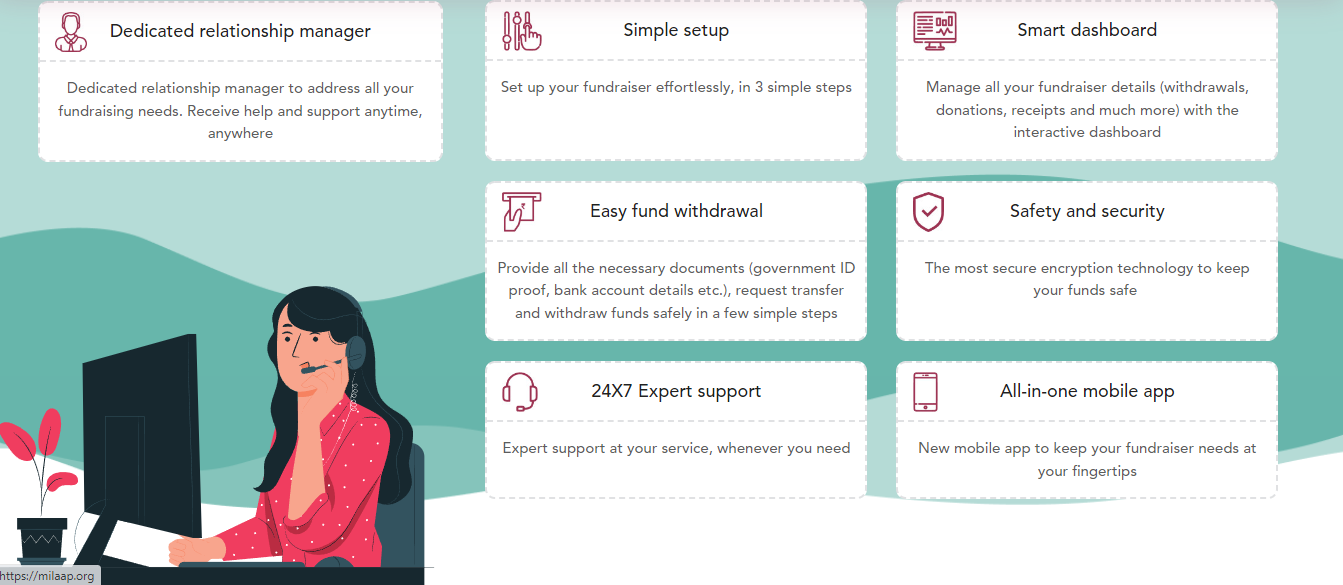 Dedicated relationship manager
Dedicated relationship manager to address all your
fundraising needs. Receive help and support anytime,
anywhere
Simple setup
Set up your fundraiser effortlessly, in 3 simple steps
Smart dashboard
Manage all your fundraiser details (withdrawals,
donations, receipts and much more) with the
interactive dashboard
Easy fund withdrawal
Provide all the necessary documents (government ID
proof, bank account details etc.), request transfer
and withdraw funds safely in a few simple steps
Safety and security
The most secure encryption technology to keep
your funds safe
24X7 Expert support
Expert support at your service, whenever you need
All-in-one mobile app
New mobile app to keep your fundraiser needs at
your fingertips
https://milaap.org